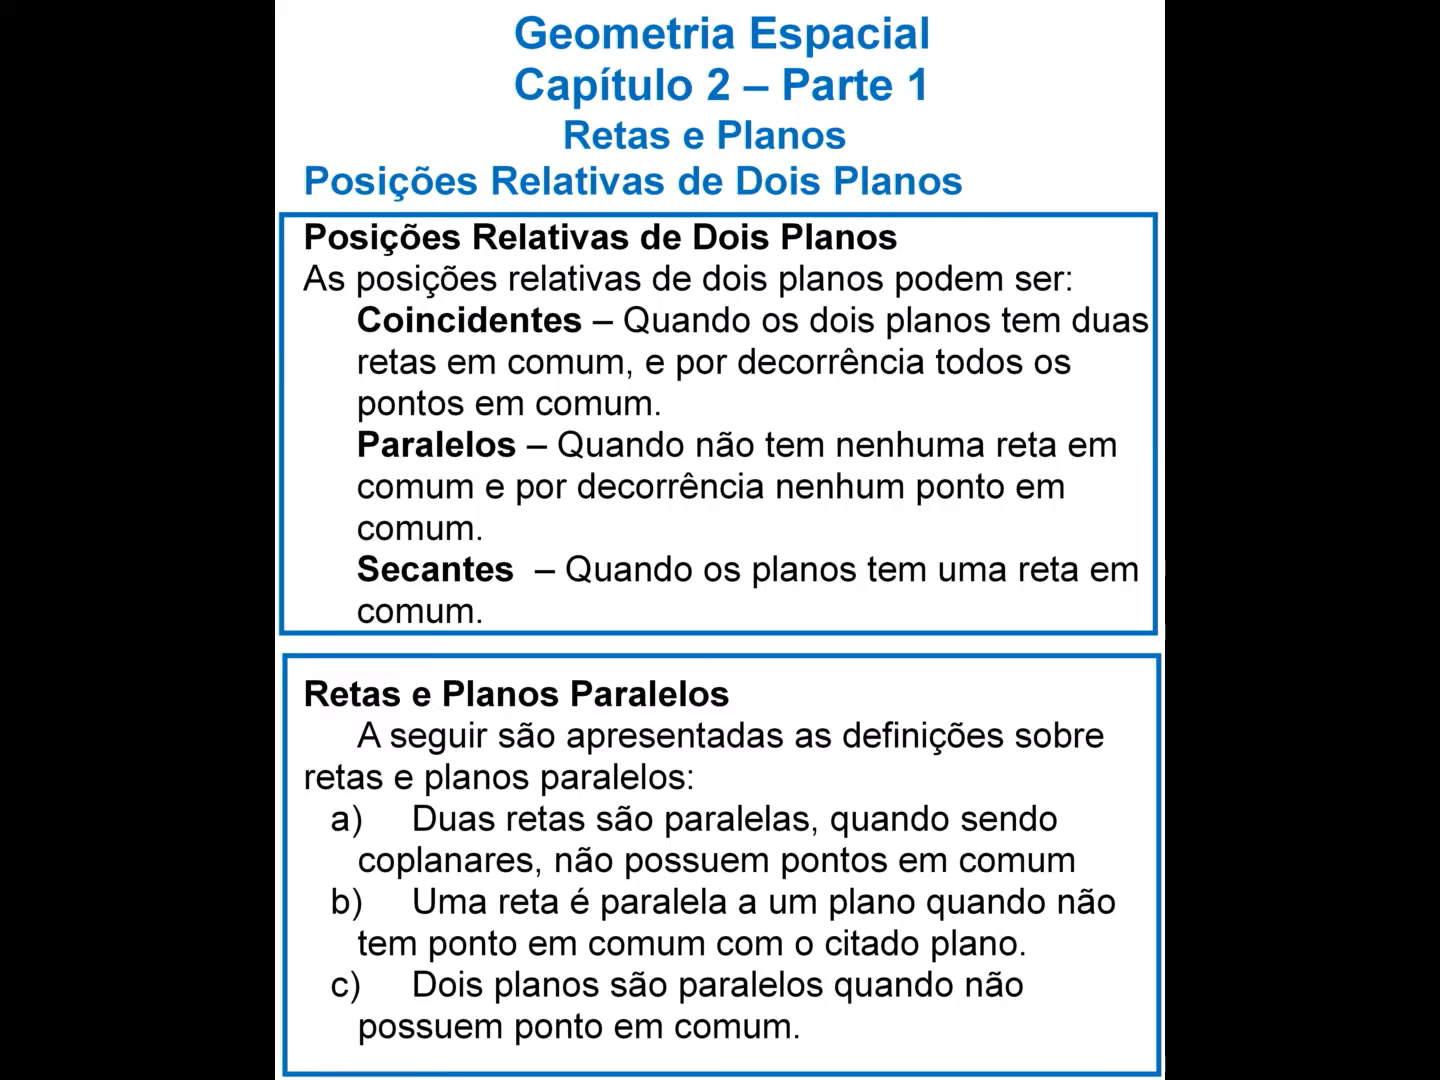 Geometria Espacial
Capítulo 2 – Parte 1
Retas e Planos
Posições Relativas de Dois Planos
Posições Relativas de Dois Planos
As posições relativas de dois planos podem ser:
Coincidentes – Quando os dois planos tem duas
retas em comum, e por decorrência todos os
pontos em comum.
Paralelos – Quando não tem nenhuma reta em
comum e por decorrência nenhum ponto em
comum.
Secantes – Quando os planos tem uma reta em
comum.
Retas e Planos Paralelos
A seguir são apresentadas as definições sobre
retas e planos paralelos:
a) Duas retas são paralelas, quando sendo
coplanares, não possuem pontos em comum
b) Uma reta é paralela a um plano quando não
tem ponto em comum com o citado plano.
c) Dois planos são paralelos quando não
possuem ponto em comum.